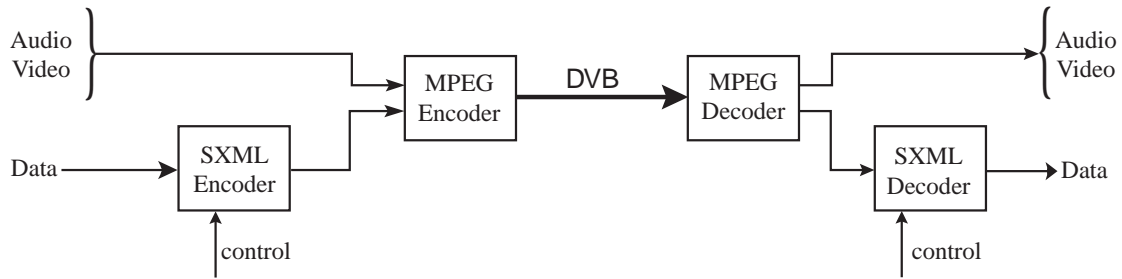 Audio
Video
MPEG
Encoder
DVB
MPEG
Decoder
Audio
Video
Data
SXML
Encoder
SXML
Decoder
Data
control
control